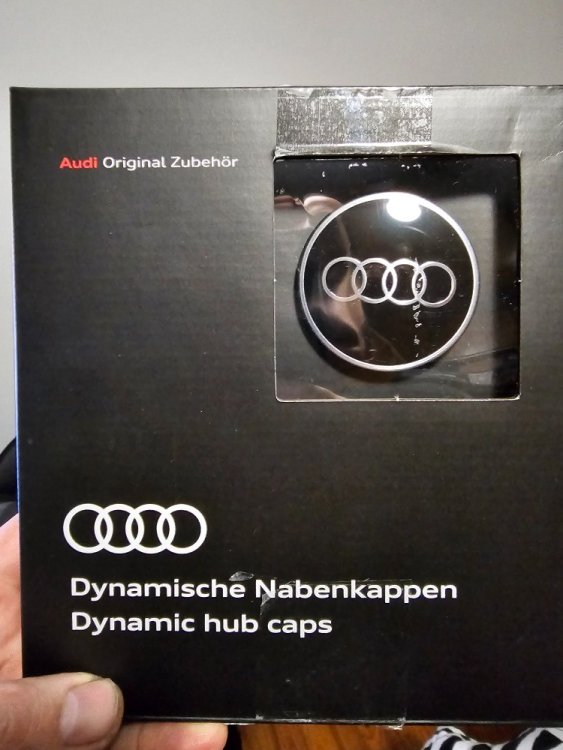 Audi Original Zubehör
Dynamische Nabenkappen
Dynamic hub caps